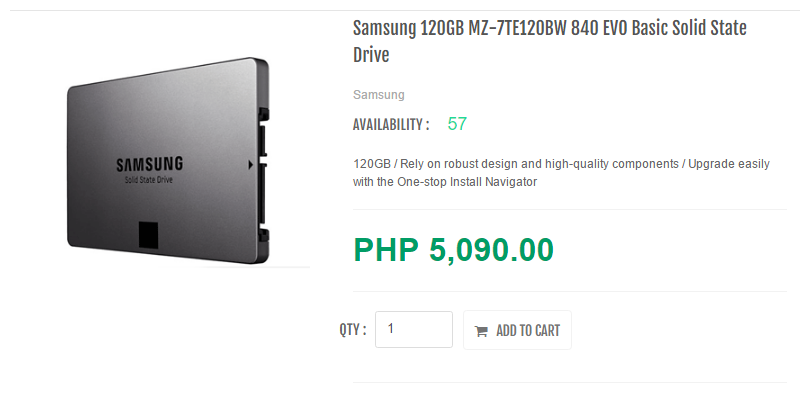 Samsung 120GB MZ-7TE120BW 840 EVO Basic Solid State
Drive
Samsung
AVAILABILITY : 57
120GB / Rely on robust design and high-quality components / Upgrade easily
with the One-stop Install Navigator
PHP 5,090.00
QTY : 1 ADD TO CART
SAMSUNG
Solid State Drive